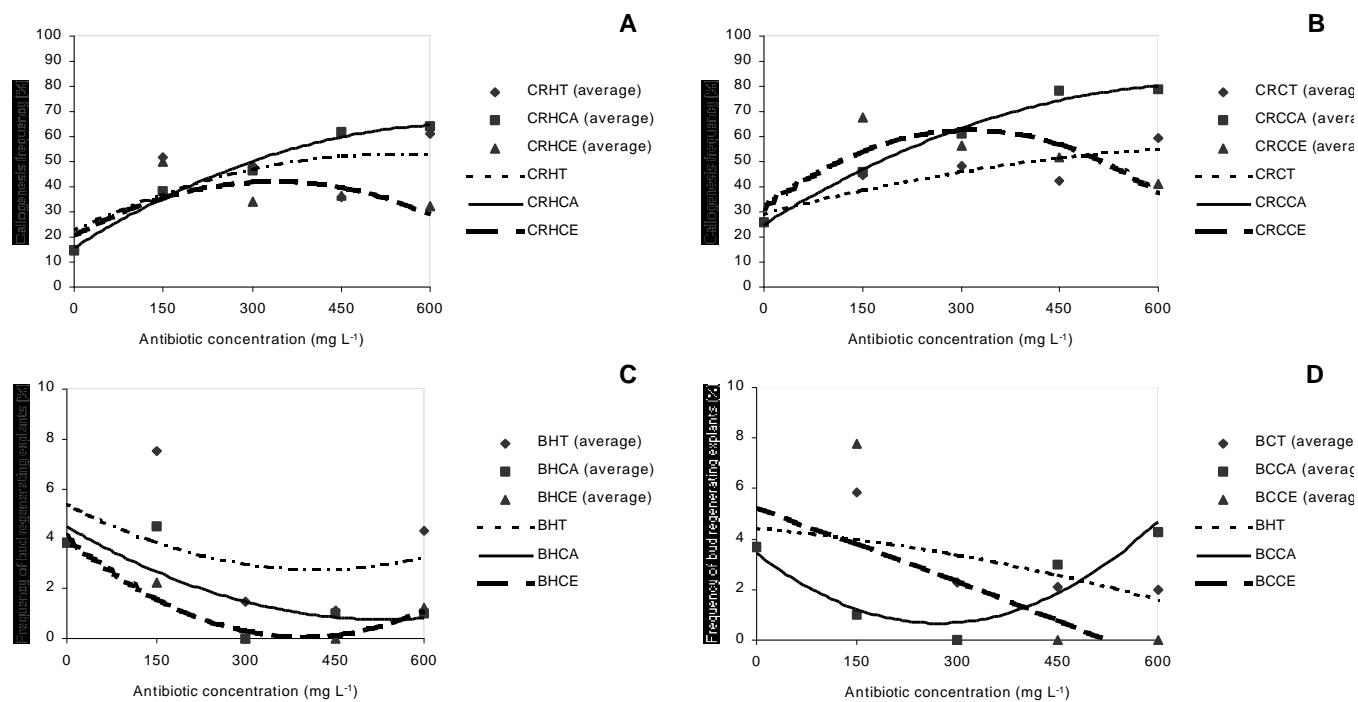 A
Callogenesis frequency (%)
100
90
80
70
60
50
40
30
20
10
0
0 150 300 450 600
Antibiotic concentration (mg L-1)
CRHT (average)
CRHCA (average)
CRHCE (average)
CRHT
CRHCA
CRHCE
B
Callogenesis frequency (%)
100
90
80
70
60
50
40
30
20
10
0
0 150 300 450 600
Antibiotic concentration (mg L-1)
CRCT (average)
CRCCA (avera
CRCCE (avera
CRCT
CRCCA
CRCCE
C
Frequency of bud regenerating explants (%)
10
8
6
4
2
0
0 150 300 450 600
Antibiotic concentration (mg L-1)
BHT (average)
BHCA (average)
BHCE (average)
BHT
BHCA
BHCE
D
Frequency of bud regenerating explants (%)
10
8
6
4
2
0
0 150 300 450 600
Antibiotic concentration (mg L-1)
BCT (average
BCCA (averag
BCCE (averag
BHT
BCCA
BCCE